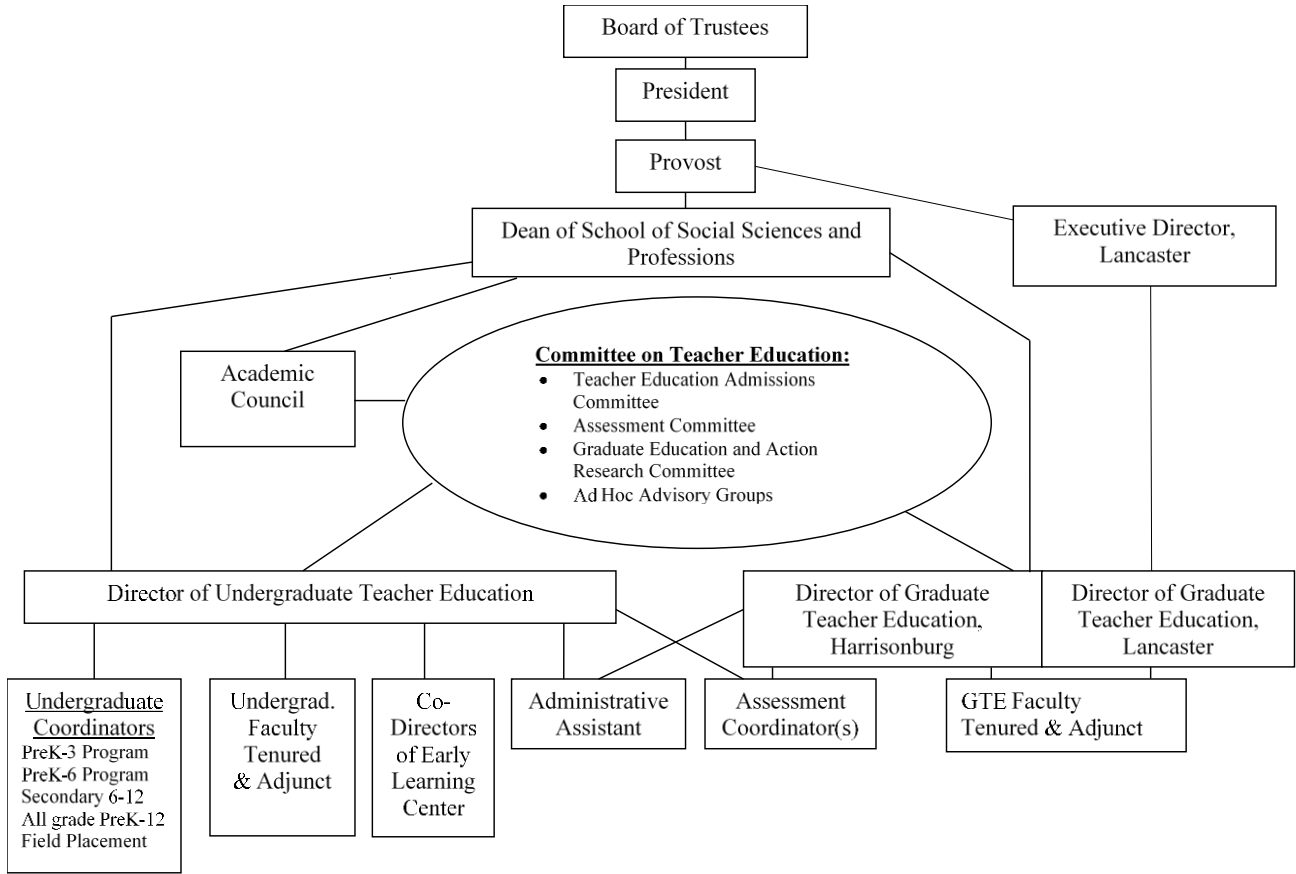 Board of Trustees
President
Provost
Dean of School of Social Sciences and
Professions
Executive Director,
Lancaster
Academic
Council
Committee on Teacher Education:
• Teacher Education Admissions
Committee
• Assessment Committee
• Graduate Education and Action
Research Committee
• Ad Hoc Advisory Groups
Director of Undergraduate Teacher Education
Director of Graduate
Teacher Education,
Harrisonburg
Director of Graduate
Teacher Education,
Lancaster
Undergraduate
Coordinators
PreK-3 Program
PreK-6 Program
Secondary 6-12
All grade PreK-12
Field Placement
Undergrad.
Faculty
Tenured
& Adjunct
Co-
Directors
of Early
Learning
Center
Administrative
Assistant
Assessment
Coordinator(s)
GTE Faculty
Tenured & Adjunct